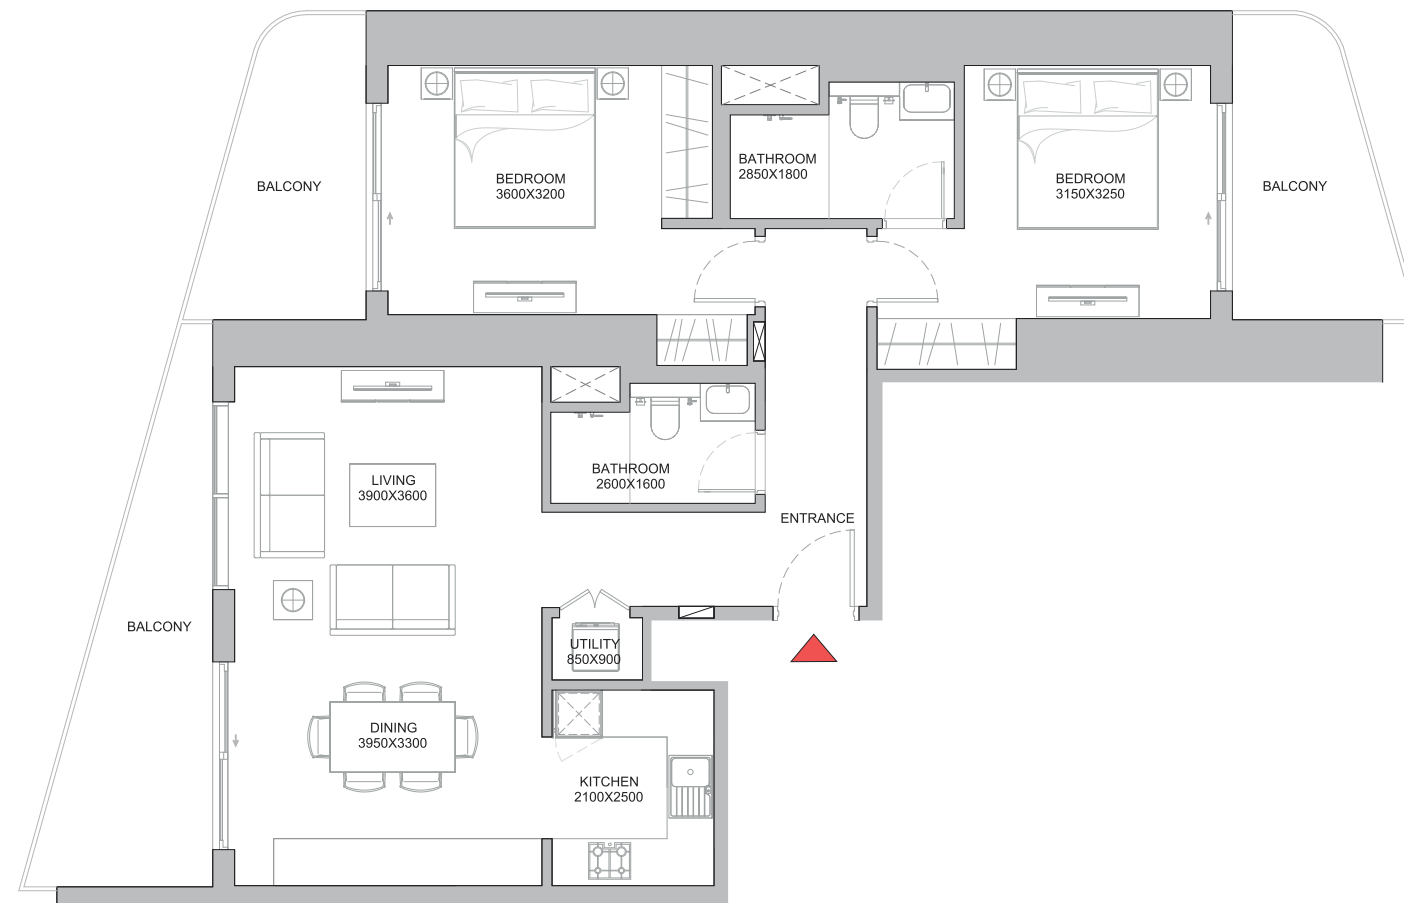 BALCONY
BEDROOM
3600X3200
BATHROOM
2850X1800
BEDROOM
3150X3250
BALCONY
LIVING
3900X3600
BATHROOM
2600X1600
ENTRANCE
BALCONY
UTILITY
850X900
DINING
3950X3300
KITCHEN
2100X2500